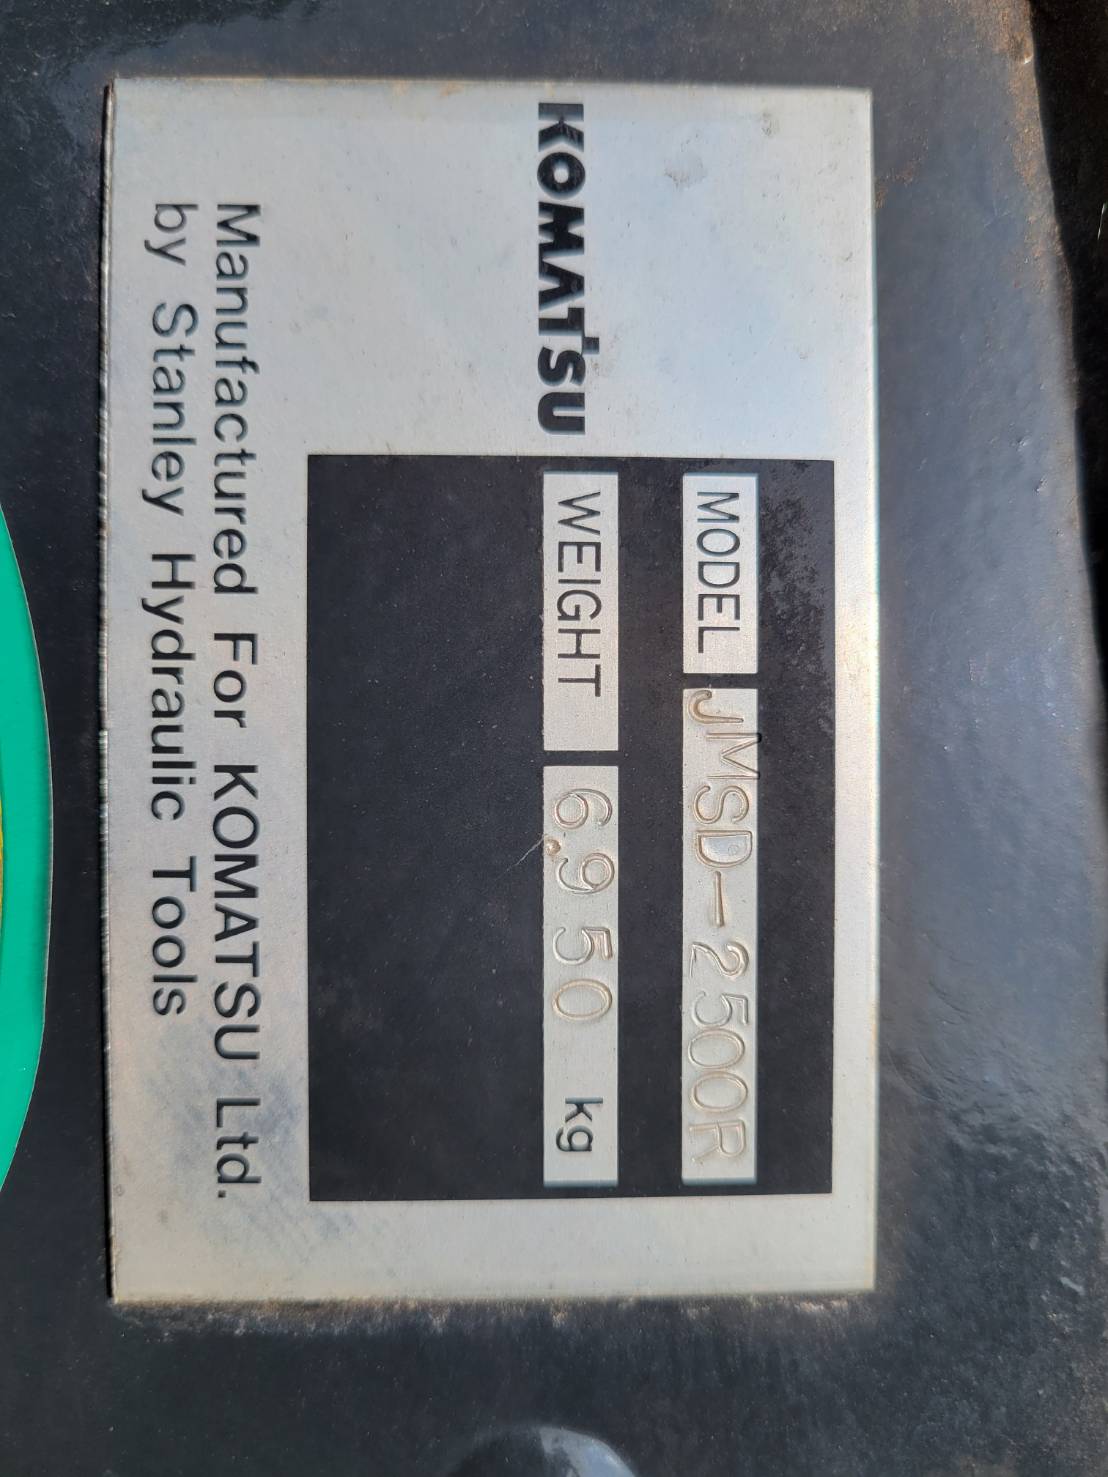 KOMATSU
MODEL JMSD-2500R
WEIGHT 6,950 kg
Manufactured For KOMATSU Ltd.
by Stanley Hydraulic Tools